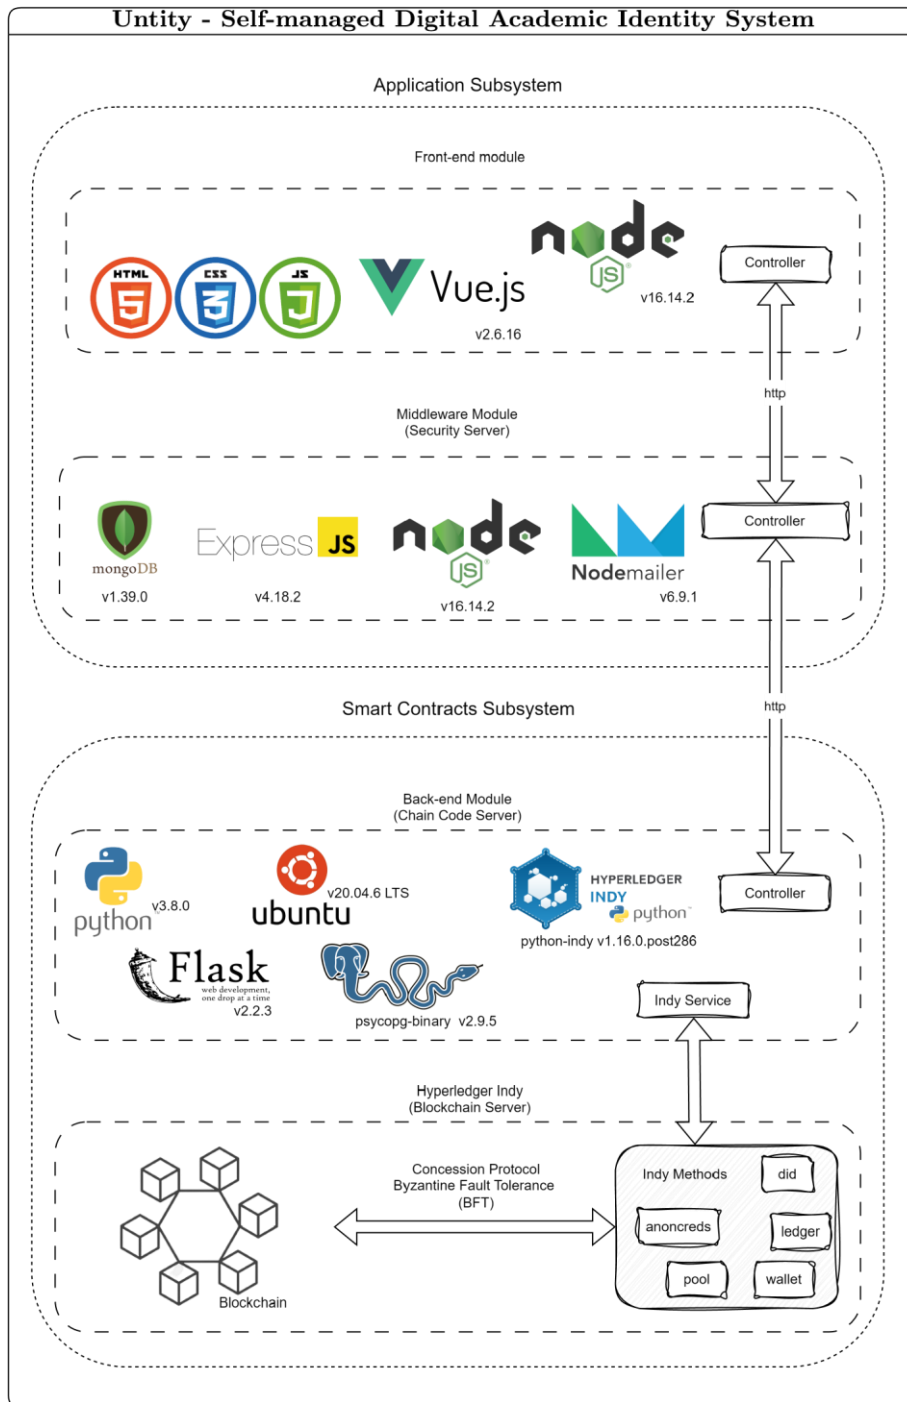 Untity - Self-managed Digital Academic Identity System
Application Subsystem
Front-end module
HTML
5
CSS
3
JS
J
Vue.js
v2.6.16
node
JS
®
v16.14.2
Controller
http
Middleware Module
(Security Server)
mongoDB
v1.39.0
Express JS
v4.18.2
node
JS
®
v16.14.2
Nodemailer
v6.9.1
Controller
http
Smart Contracts Subsystem
Back-end Module
(Chain Code Server)
python™
v3.8.0
ubuntu
v20.04.6 LTS
HYPERLEDGER
INDY
python™
python-indy v1.16.0.post286
Controller
Flask
web development,
one drop at a time
v2.2.3
psycopg-binary v2.9.5
Indy Service
Hyperledger Indy
(Blockchain Server)
Blockchain
Concession Protocol
Byzantine Fault Tolerance
(BFT)
Indy Methods
did
anoncreds
ledger
pool
wallet